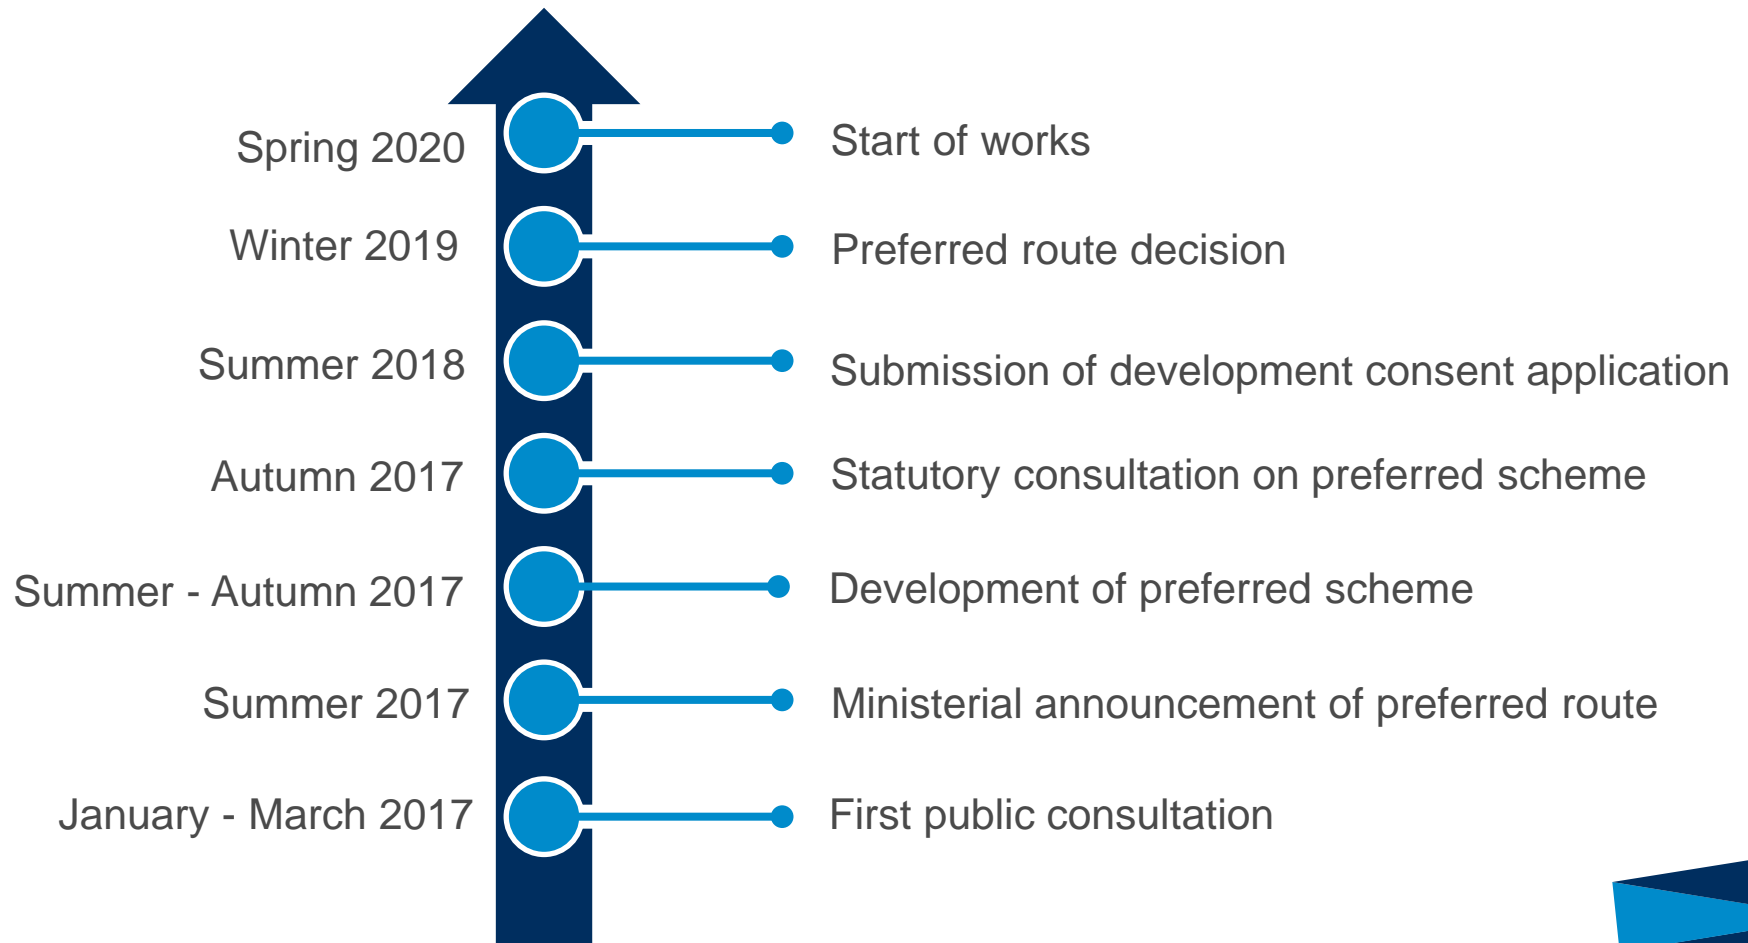 Spring 2020 Start of works
Winter 2019 Preferred route decision
Summer 2018 Submission of development consent application
Autumn 2017 Statutory consultation on preferred scheme
Summer - Autumn 2017 Development of preferred scheme
Summer 2017 Ministerial announcement of preferred route
January - March 2017 First public consultation